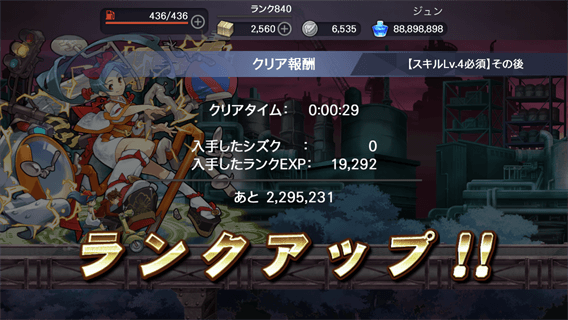 436/436
ランク840
2,560
6,535
ジュン
88,898,898
クリア報酬
【スキルLv.4必須】その後
クリアタイム： 0:00:29
入手したシズク ： 0
入手したランクEXP： 19,292
あと 2,295,231
ランクアップ!!